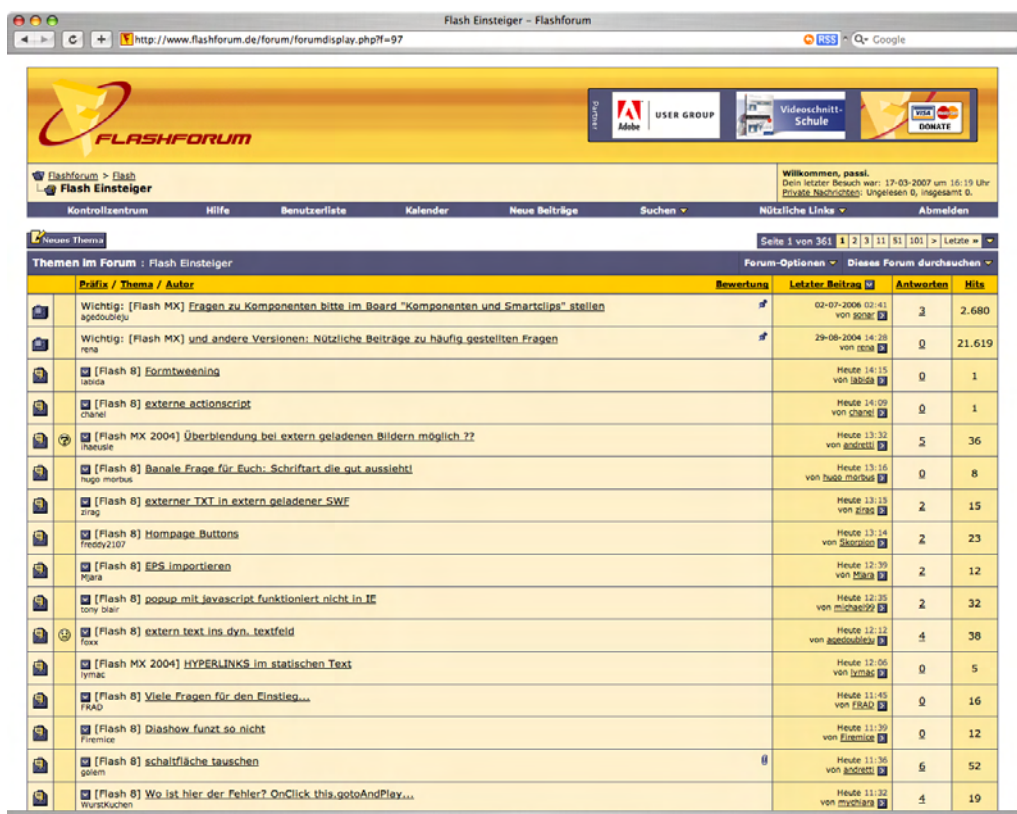 Flash Einsteiger – Flashforum
http://www.flashforum.de/forum/forumdisplay.php?f=97
RSS
Google
FLASHFORUM
Partner
Adobe
USER GROUP
Videoschnitt-
Schule
VISA
DONATE
Flashforum > Flash
Flash Einsteiger
Willkommen, passi.
Dein letzter Besuch war: 17-03-2007 um 16:19 Uhr
Private Nachrichten: Ungelesen 0, insgesamt 0.
Kontrollzentrum Hilfe Benutzerliste Kalender Neue Beiträge Suchen Nützliche Links Abmelden
Neues Thema
Seite 1 von 361 1 2 3 11 51 101 > Letzte »
Themen im Forum : Flash Einsteiger
Forum-Optionen Dieses Forum durchsuchen
Präfix / Thema / Autor Bewertung Letzter Beitrag Antworten Hits
Wichtig: [Flash MX] Fragen zu Komponenten bitte im Board "Komponenten und Smartclips" stellen
agedoubleju
02-07-2006 02:41
von sonar
3 2.680
Wichtig: [Flash MX] und andere Versionen: Nützliche Beiträge zu häufig gestellten Fragen
rena
29-08-2004 14:28
von rena
0 21.619
[Flash 8] Formtweening
labida
Heute 14:15
von labida
0 1
[Flash 8] externe actionscript
chanel
Heute 14:09
von chanel
0 1
[Flash MX 2004] Überblendung bei extern geladenen Bildern möglich ??
ihaeusle
Heute 13:32
von andretti
5 36
[Flash 8] Banale Frage für Euch: Schriftart die gut aussieht!
hugo morbus
Heute 13:16
von hugo morbus
0 8
[Flash 8] externer TXT in extern geladener SWF
zirag
Heute 13:15
von zirag
2 15
[Flash 8] Hompage Buttons
freddy2107
Heute 13:14
von Skorpion
2 23
[Flash 8] EPS importieren
Mjara
Heute 12:39
von Mjara
2 12
[Flash 8] popup mit javascript funktioniert nicht in IE
tony blair
Heute 12:35
von michael99
2 32
[Flash 8] extern text ins dyn. textfeld
foxx
Heute 12:12
von agedoubleju
4 38
[Flash MX 2004] HYPERLINKS im statischen Text
lymac
Heute 12:06
von lymac
0 5
[Flash 8] Viele Fragen für den Einstieg...
FRAD
Heute 11:45
von FRAD
0 16
[Flash 8] Diashow funzt so nicht
Firemice
Heute 11:39
von Firemice
0 12
[Flash 8] schaltfläche tauschen
golem
Heute 11:36
von andretti
6 52
[Flash 8] Wo ist hier der Fehler? OnClick this.gotoAndPlay...
WurstKuchen
Heute 11:32
von mychiara
4 19